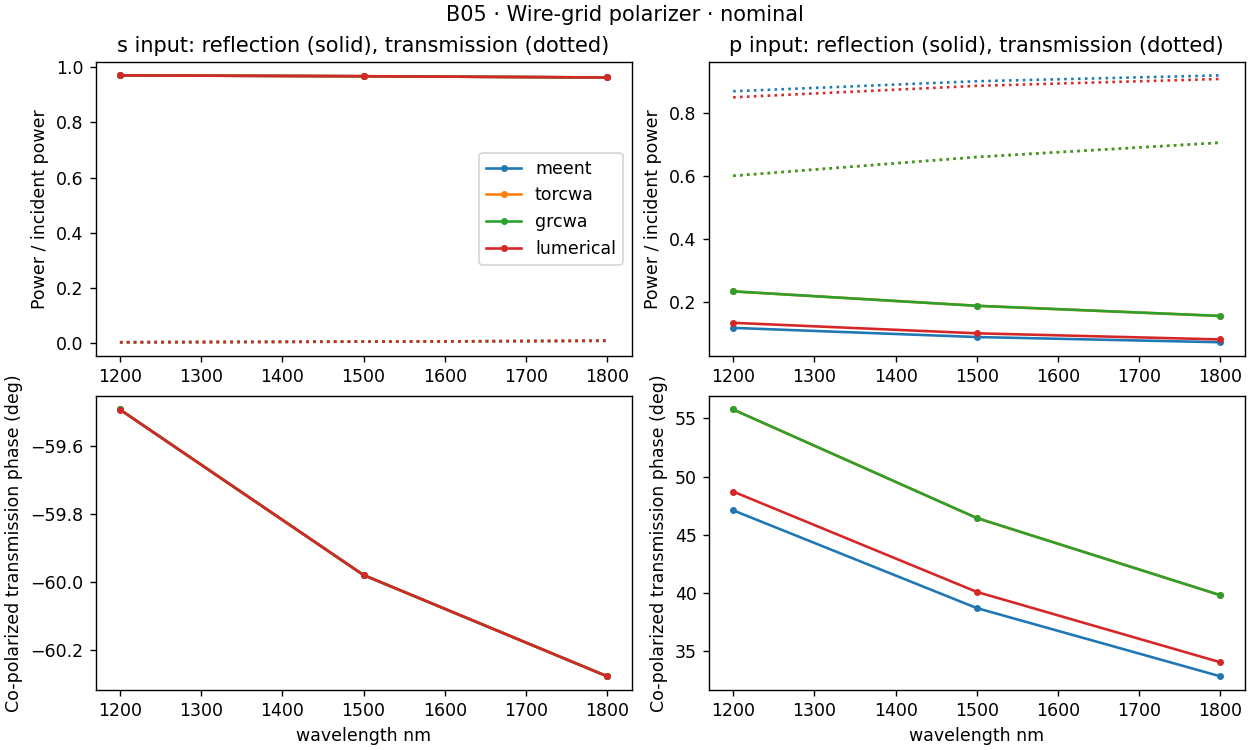 B05 · Wire-grid polarizer · nominal
s input: reflection (solid), transmission (dotted)
Power / incident power
1.0
0.8
0.6
0.4
0.2
0.0
meent
torcwa
grcwa
lumerical
1200 1300 1400 1500 1600 1700 1800
p input: reflection (solid), transmission (dotted)
Power / incident power
0.8
0.6
0.4
0.2
1200 1300 1400 1500 1600 1700 1800
Co-polarized transmission phase (deg)
−59.6
−59.8
−60.0
−60.2
1200 1300 1400 1500 1600 1700 1800
wavelength nm
Co-polarized transmission phase (deg)
55
50
45
40
35
1200 1300 1400 1500 1600 1700 1800
wavelength nm